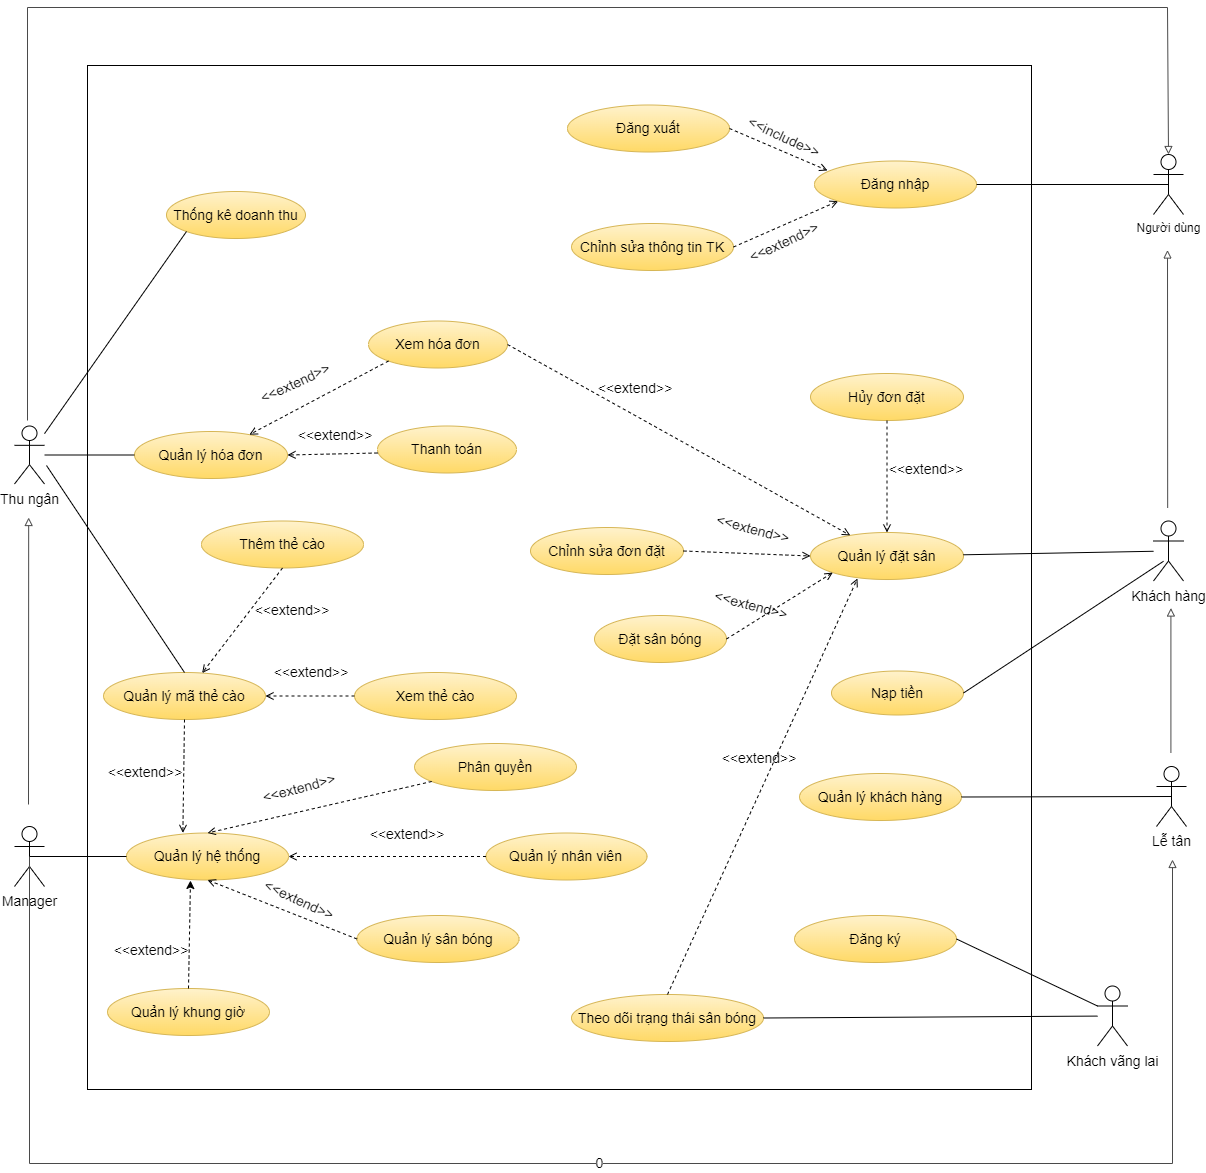 Đăng xuất
<<include>>
Đăng nhập
Người dùng
Thống kê doanh thu
Chỉnh sửa thông tin TK
<<extend>>
Xem hóa đơn
<<extend>>
<<extend>>
Hủy đơn đặt
Quản lý hóa đơn
<<extend>>
Thanh toán
<<extend>>
Thu ngân
Thêm thẻ cào
Chỉnh sửa đơn đặt
<<extend>>
Quản lý đặt sân
Khách hàng
<<extend>>
<<extend>>
Đặt sân bóng
<<extend>>
Quản lý mã thẻ cào
Xem thẻ cào
Nạp tiền
<<extend>>
<<extend>>
Phân quyền
<<extend>>
Quản lý khách hàng
<<extend>>
Lễ tân
Quản lý hệ thống
Quản lý nhân viên
Manager
<<extend>>
Quản lý sân bóng
Đăng ký
<<extend>>
Quản lý khung giờ
Theo dõi trạng thái sân bóng
Khách vãng lai
0